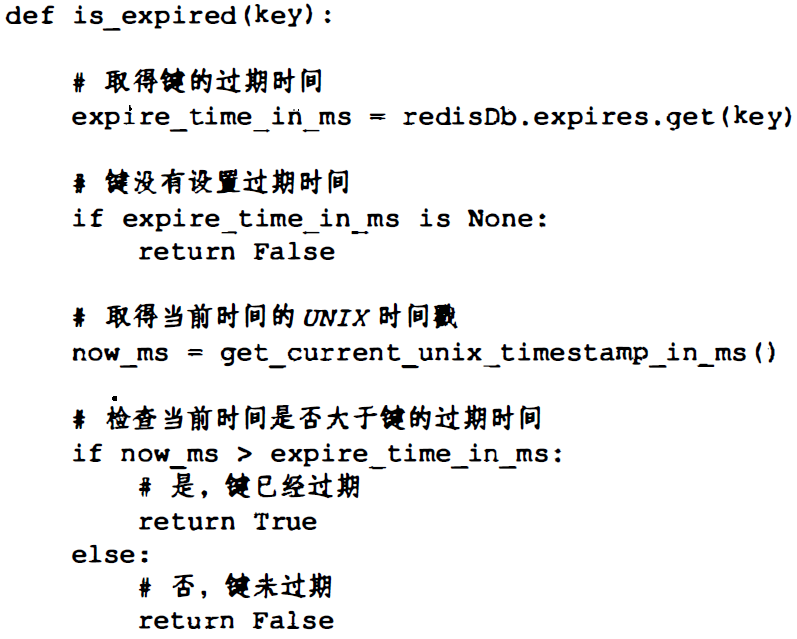 def is_expired(key):
    # 取得键的过期时间
    expire_time_in_ms = redisDb.expires.get(key)
    # 键没有设置过期时间
    if expire_time_in_ms is None:
        return False
    # 取得当前时间的 UNIX 时间戳
    now_ms = get_current_unix_timestamp_in_ms()
    # 检查当前时间是否大于键的过期时间
    if now_ms > expire_time_in_ms:
        # 是，键已经过期
        return True
    else:
        # 否，键未过期
        return False